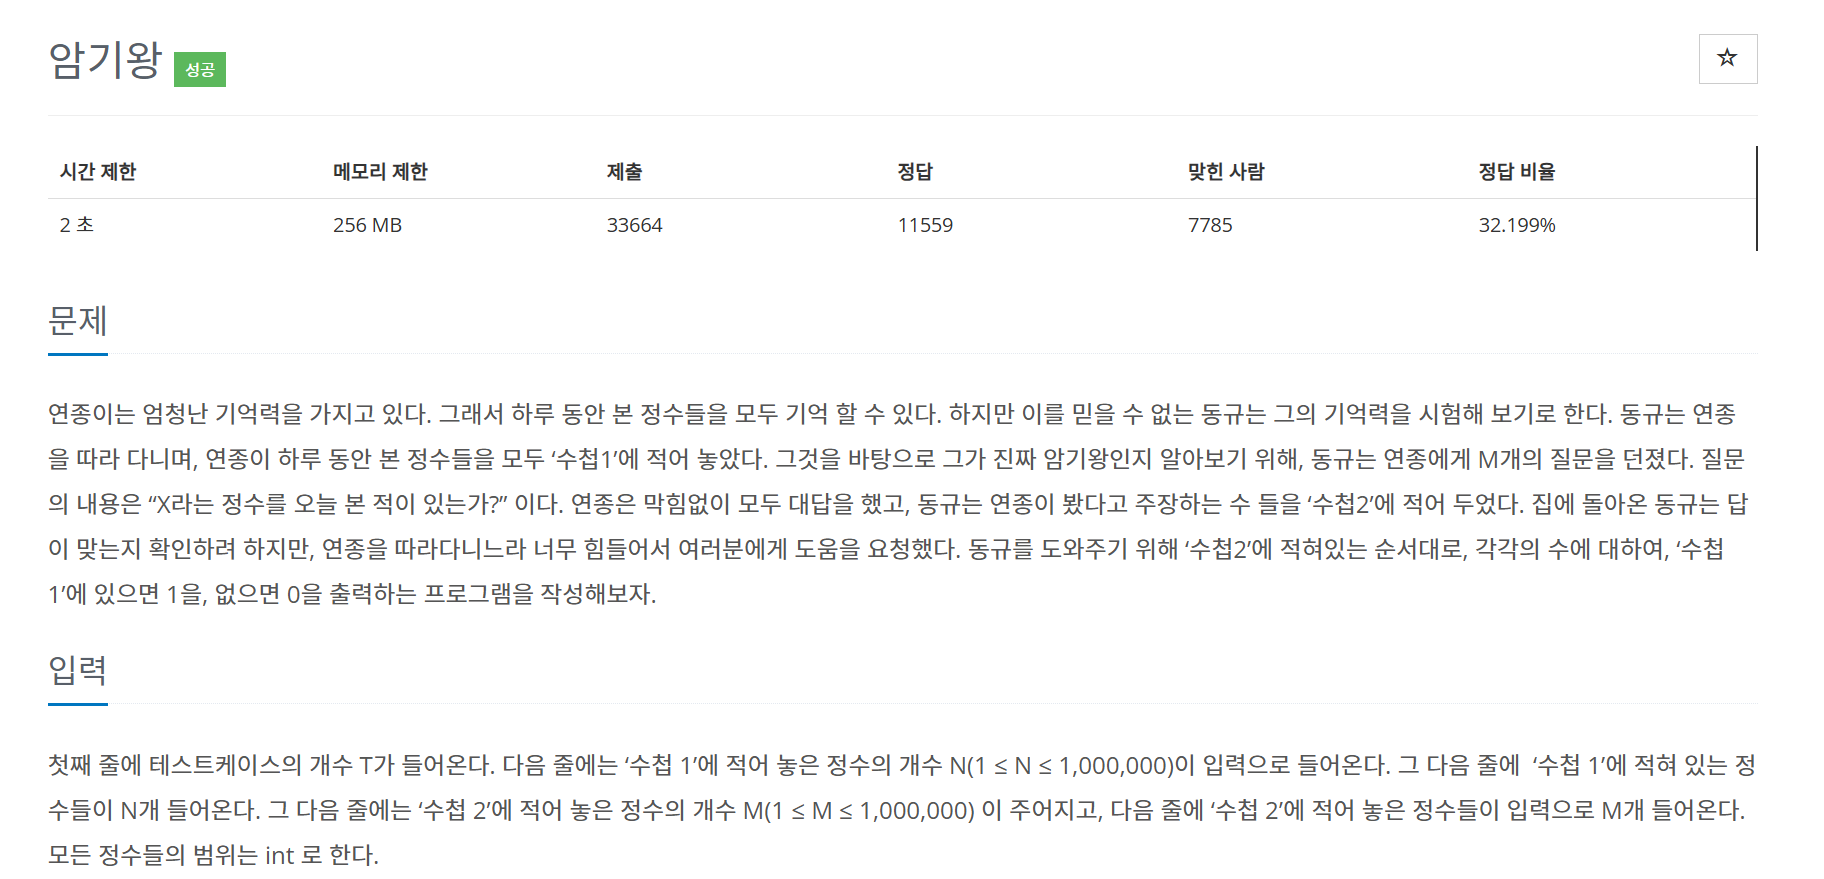 암기왕 성공
☆
시간 제한 메모리 제한 제출 정답 맞힌 사람 정답 비율
2 초 256 MB 33664 11559 7785 32.199%
문제
연종이는 엄청난 기억력을 가지고 있다. 그래서 하루 동안 본 정수들을 모두 기억 할 수 있다. 하지만 이를 믿을 수 없는 동규는 그의 기억력을 시험해 보기로 한다. 동규는 연종
을 따라 다니며, 연종이 하루 동안 본 정수들을 모두 ‘수첩1’에 적어 놓았다. 그것을 바탕으로 그가 진짜 암기왕인지 알아보기 위해, 동규는 연종에게 M개의 질문을 던졌다. 질문
의 내용은 “X라는 정수를 오늘 본 적이 있는가?” 이다. 연종은 막힘없이 모두 대답을 했고, 동규는 연종이 봤다고 주장하는 수 들을 ‘수첩2’에 적어 두었다. 집에 돌아온 동규는 답
이 맞는지 확인하려 하지만, 연종을 따라다니느라 너무 힘들어서 여러분에게 도움을 요청했다. 동규를 도와주기 위해 ‘수첩2’에 적혀있는 순서대로, 각각의 수에 대하여, ‘수첩
1’에 있으면 1을, 없으면 0을 출력하는 프로그램을 작성해보자.
입력
첫째 줄에 테스트케이스의 개수 T가 들어온다. 다음 줄에는 ‘수첩 1’에 적어 놓은 정수의 개수 N(1 ≤ N ≤ 1,000,000)이 입력으로 들어온다. 그 다음 줄에 ‘수첩 1’에 적혀 있는 정
수들이 N개 들어온다. 그 다음 줄에는 ‘수첩 2’에 적어 놓은 정수의 개수 M(1 ≤ M ≤ 1,000,000) 이 주어지고, 다음 줄에 ‘수첩 2’에 적어 놓은 정수들이 입력으로 M개 들어온다.
모든 정수들의 범위는 int 로 한다.